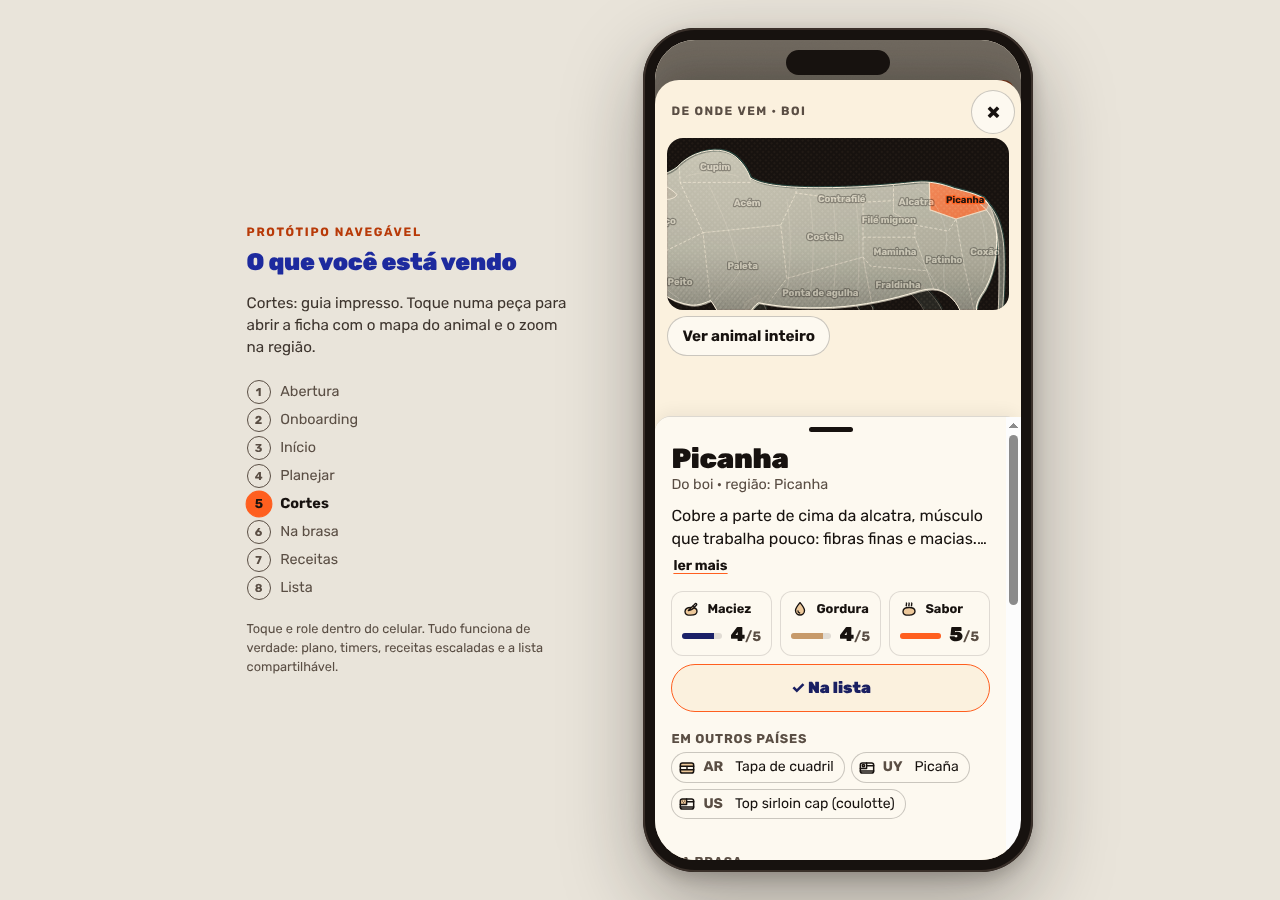 PROTÓTIPO NAVEGÁVEL
O que você está vendo
Cortes: guia impresso. Toque numa peça para
abrir a ficha com o mapa do animal e o zoom
na região.
1 Abertura
2 Onboarding
3 Início
4 Planejar
5 Cortes
6 Na brasa
7 Receitas
8 Lista
Toque e role dentro do celular. Tudo funciona de
verdade: plano, timers, receitas escaladas e a lista
compartilhável.
DE ONDE VEM • BOI
Cupim
Acém
Contrafilé
Alcatra
Picanha
Filé mignon
Costela
Maminha
Patinho
Coxão
Paleta
Peito
Ponta de agulha
Fraldinha
Ver animal inteiro
Picanha
Do boi • região: Picanha
Cobre a parte de cima da alcatra, músculo
que trabalha pouco: fibras finas e macias.…
ler mais
Maciez
4/5
Gordura
4/5
Sabor
5/5
✓ Na lista
EM OUTROS PAÍSES
AR Tapa de cuadril
UY Picaña
US Top sirloin cap (coulotte)